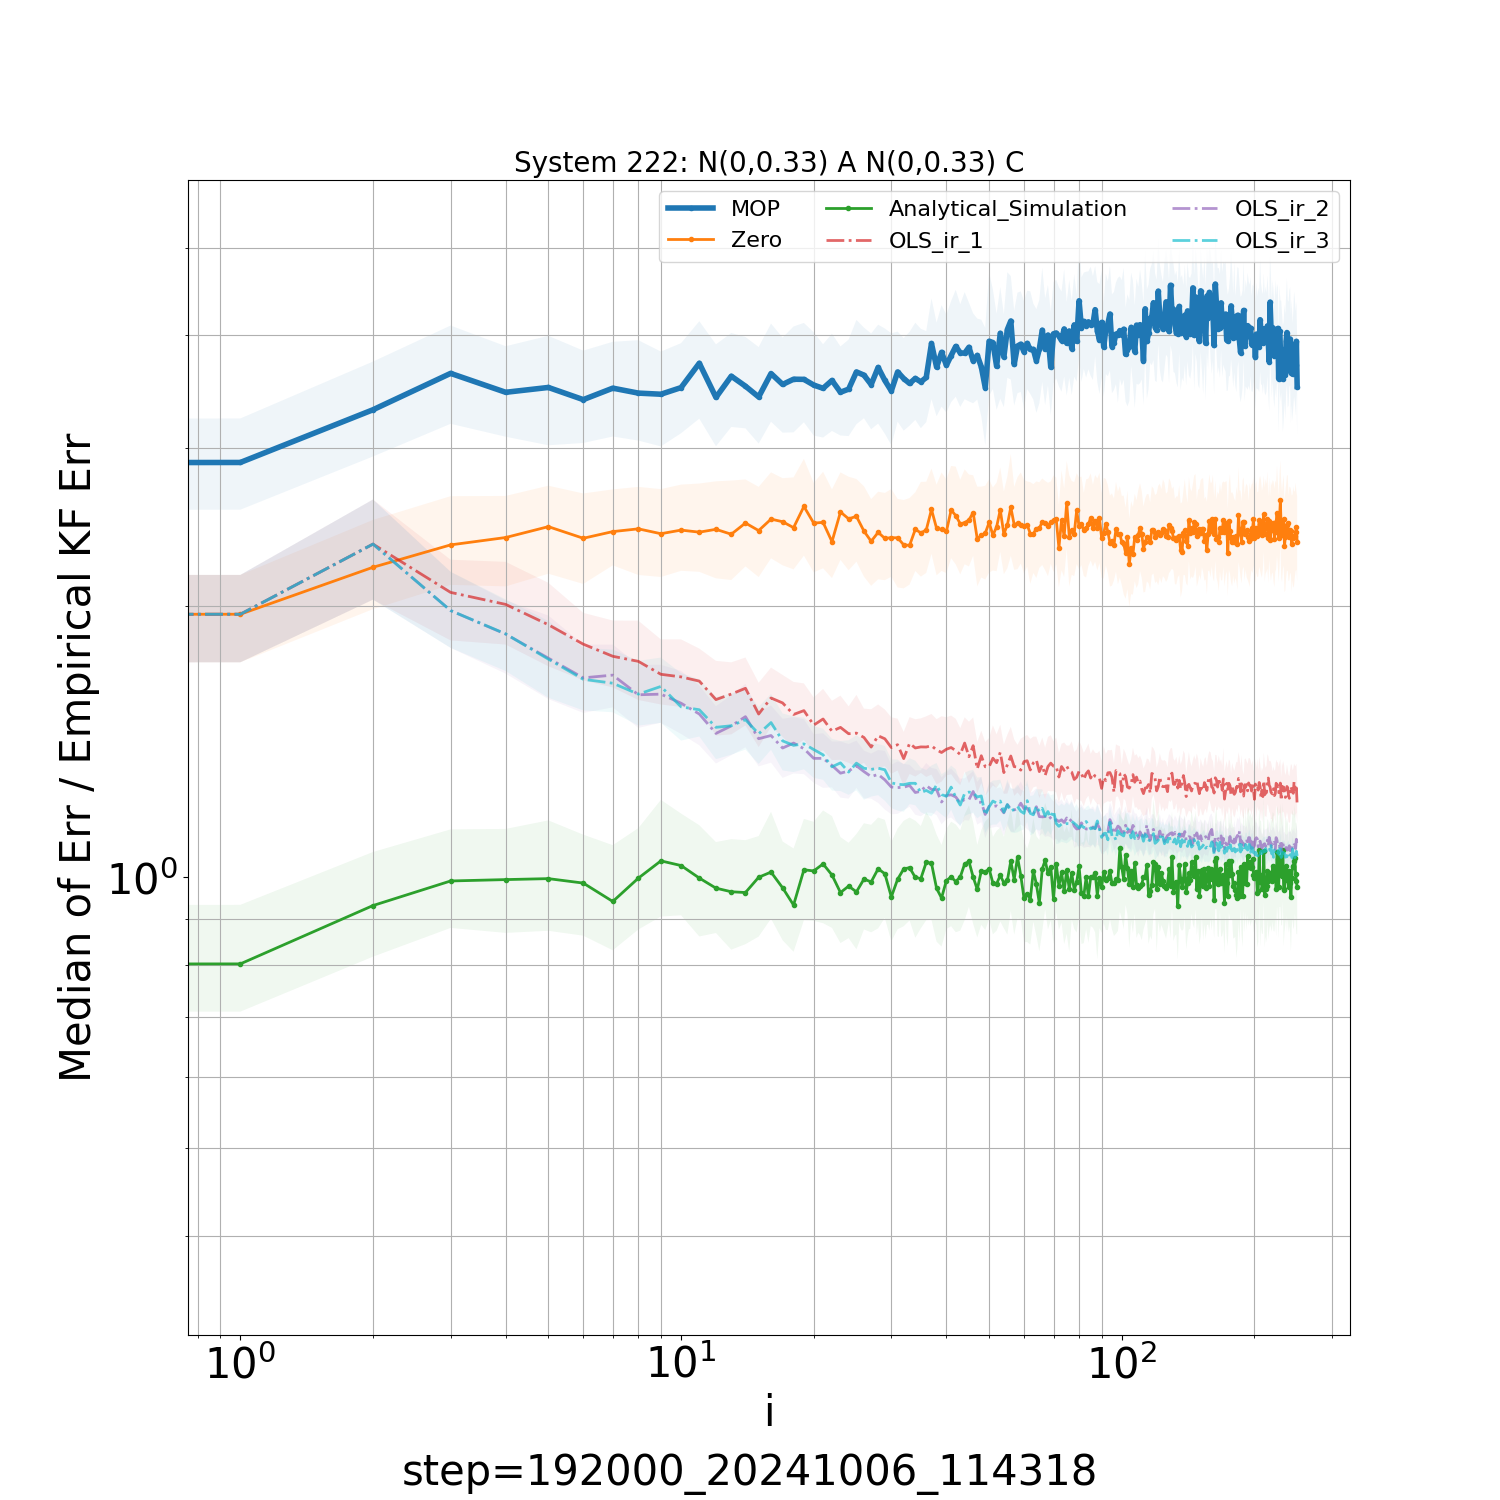 System 222: N(0,0.33) A N(0,0.33) C
MOP
Zero
Analytical_Simulation
OLS_ir_1
OLS_ir_2
OLS_ir_3
Median of Err / Empirical KF Err
10⁰
10⁰ 10¹ 10²
i
step=192000_20241006_114318